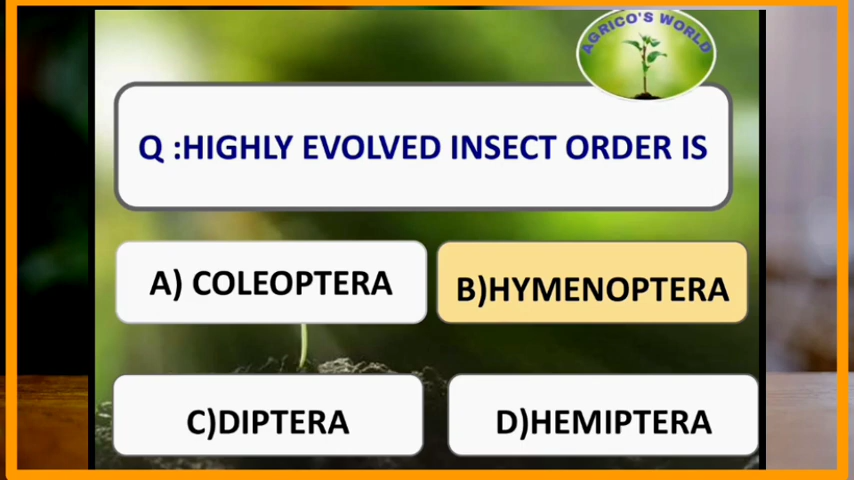 AGRICO'S WORLD
Q :HIGHLY EVOLVED INSECT ORDER IS
A) COLEOPTERA
B)HYMENOPTERA
C)DIPTERA
D)HEMIPTERA